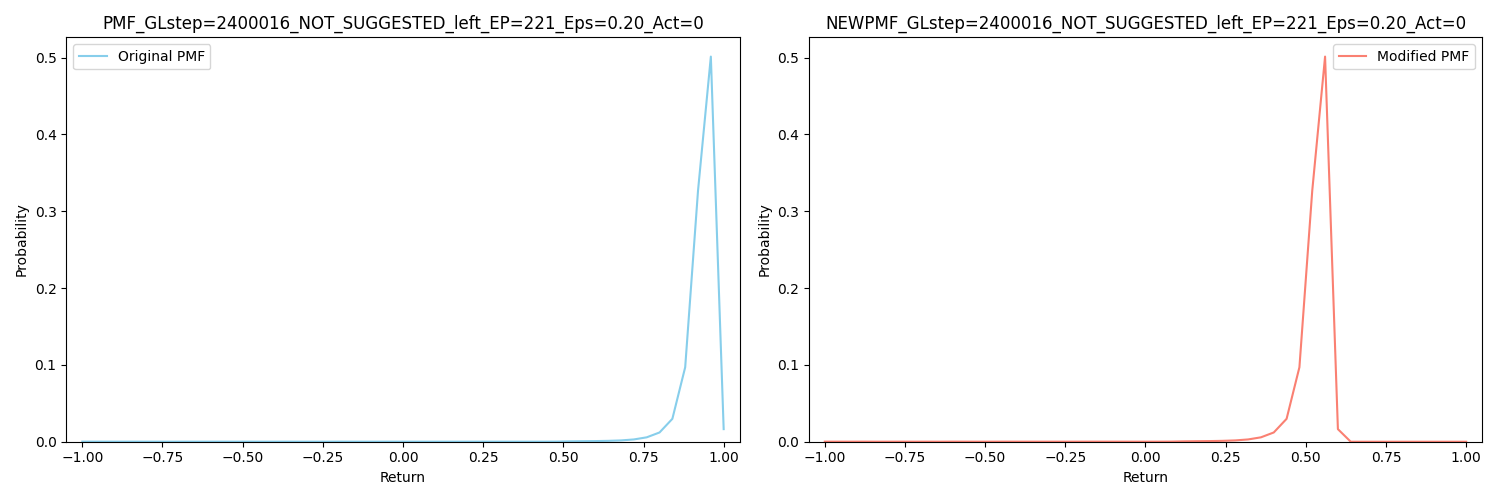 PMF_GLstep=2400016_NOT_SUGGESTED_left_EP=221_Eps=0.20_Act=0
Original PMF
Probability
0.5
0.4
0.3
0.2
0.1
0.0
−1.00 −0.75 −0.50 −0.25 0.00 0.25 0.50 0.75 1.00
Return
NEWPMF_GLstep=2400016_NOT_SUGGESTED_left_EP=221_Eps=0.20_Act=0
Modified PMF
Probability
0.5
0.4
0.3
0.2
0.1
0.0
−1.00 −0.75 −0.50 −0.25 0.00 0.25 0.50 0.75 1.00
Return